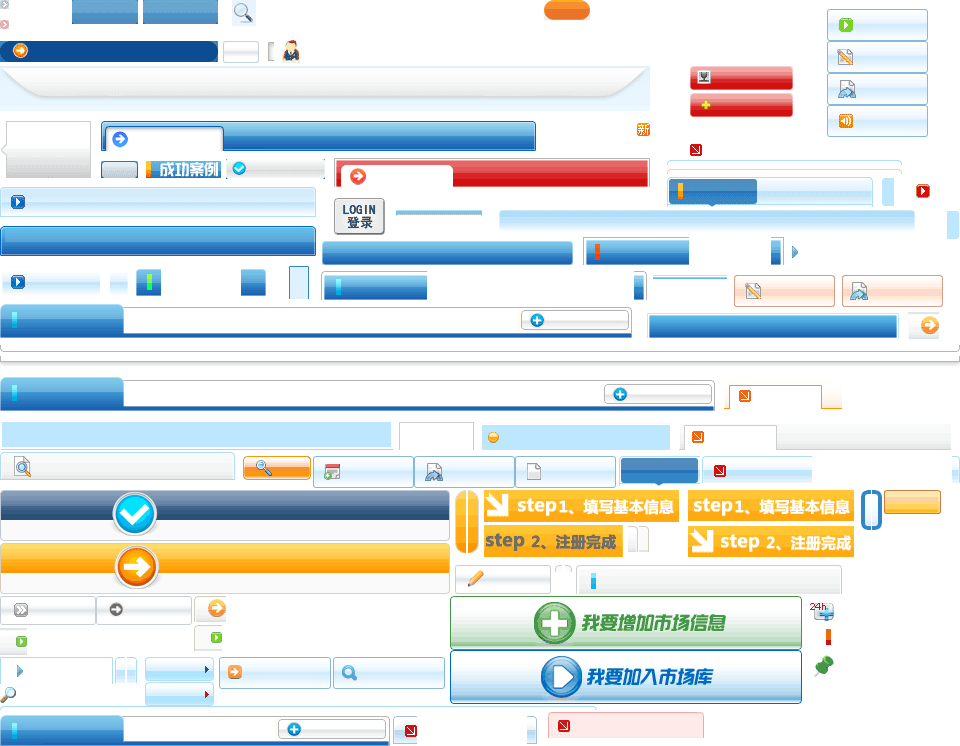 新
成功案例
LOGIN
登录
step1、填写基本信息
step1、填写基本信息
step 2、注册完成
step 2、注册完成
24h.
我要增加市场信息
我要加入市场库